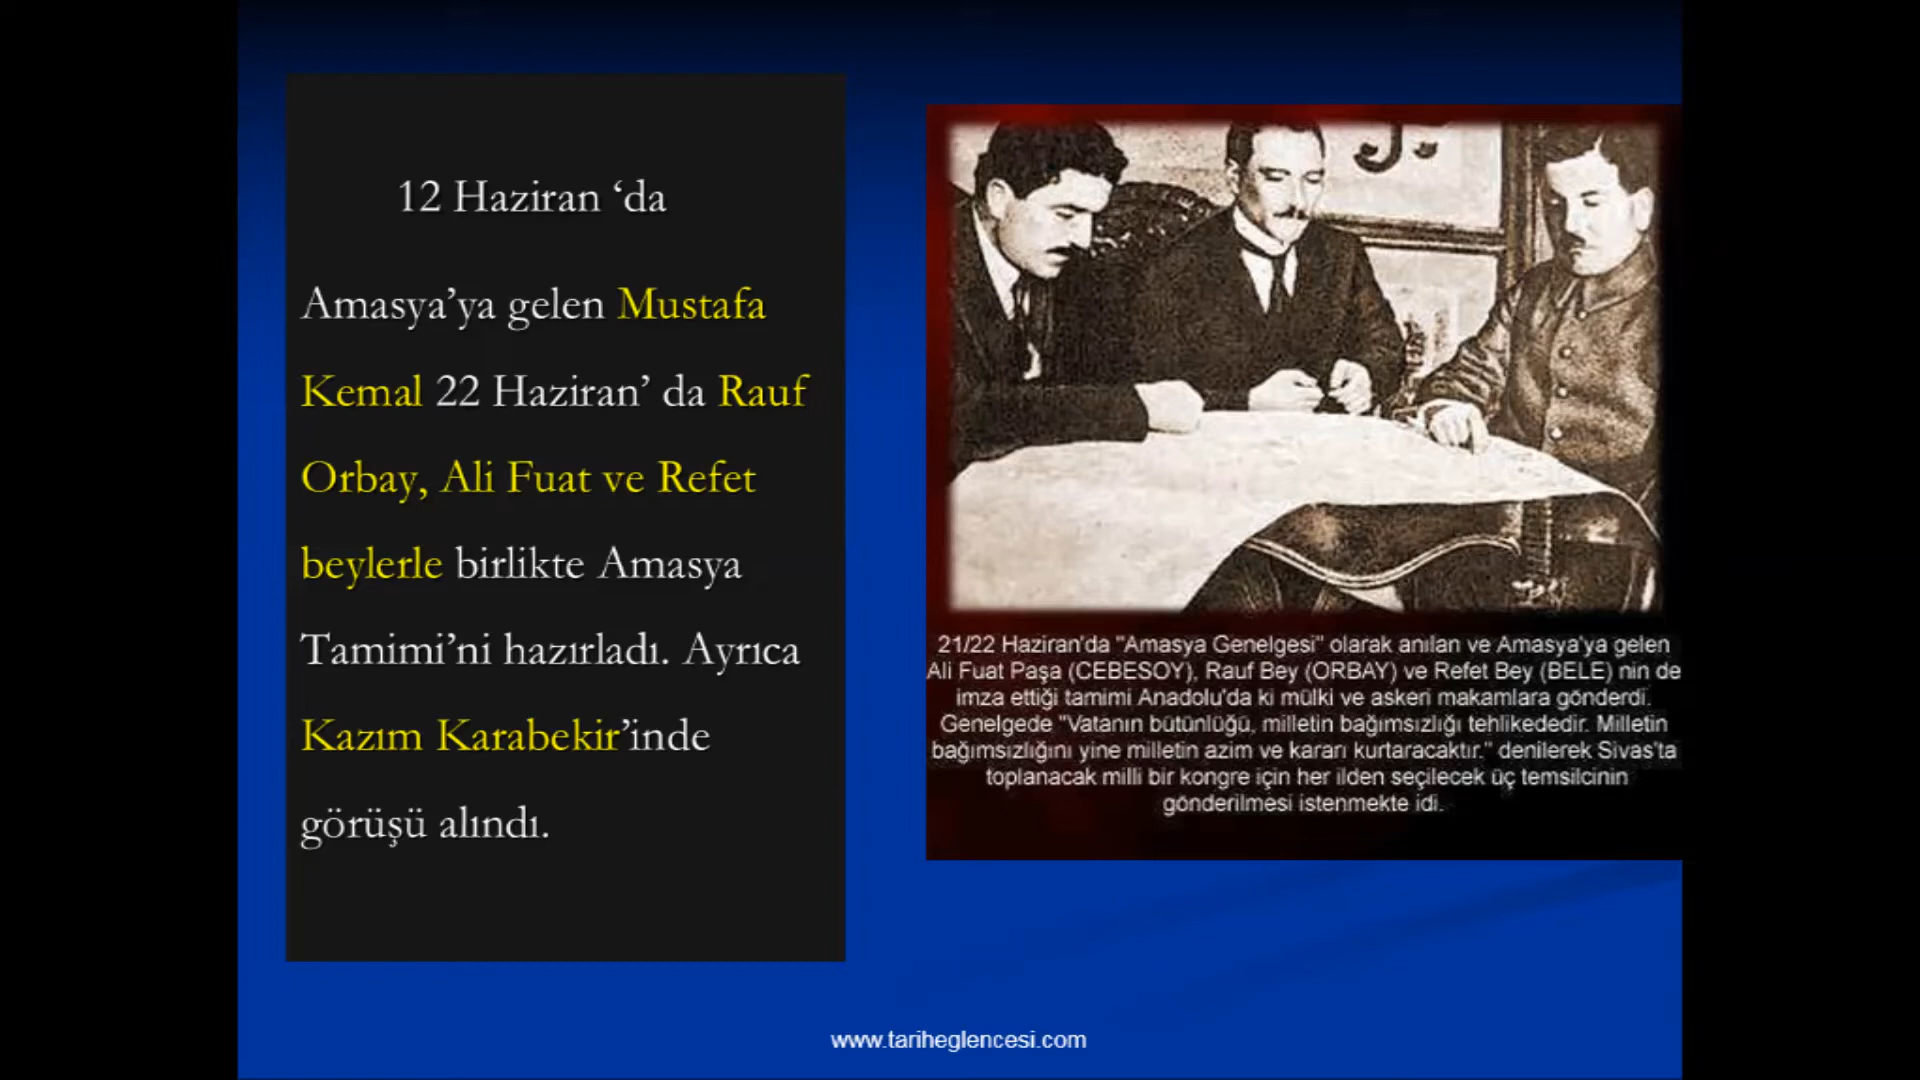 12 Haziran ‘da
Amasya’ya gelen Mustafa
Kemal 22 Haziran’ da Rauf
Orbay, Ali Fuat ve Refet
beylerle birlikte Amasya
Tamimi’ni hazırladı. Ayrıca
Kazım Karabekir’inde
görüşü alındı.
21/22 Haziran'da "Amasya Genelgesi" olarak anılan ve Amasya'ya gelen
Ali Fuat Paşa (CEBESOY), Rauf Bey (ORBAY) ve Refet Bey (BELE) nin de
imza ettiği tamimi Anadolu'da ki mülki ve askeri makamlara gönderdi.
Genelgede "Vatanın bütünlüğü, milletin bağımsızlığı tehlikededir. Milletin
bağımsızlığını yine milletin azim ve kararı kurtaracaktır." denilerek Sivas'ta
toplanacak milli bir kongre için her ilden seçilecek üç temsilcinin
gönderilmesi istenmekte idi.
www.tariheglencesi.com